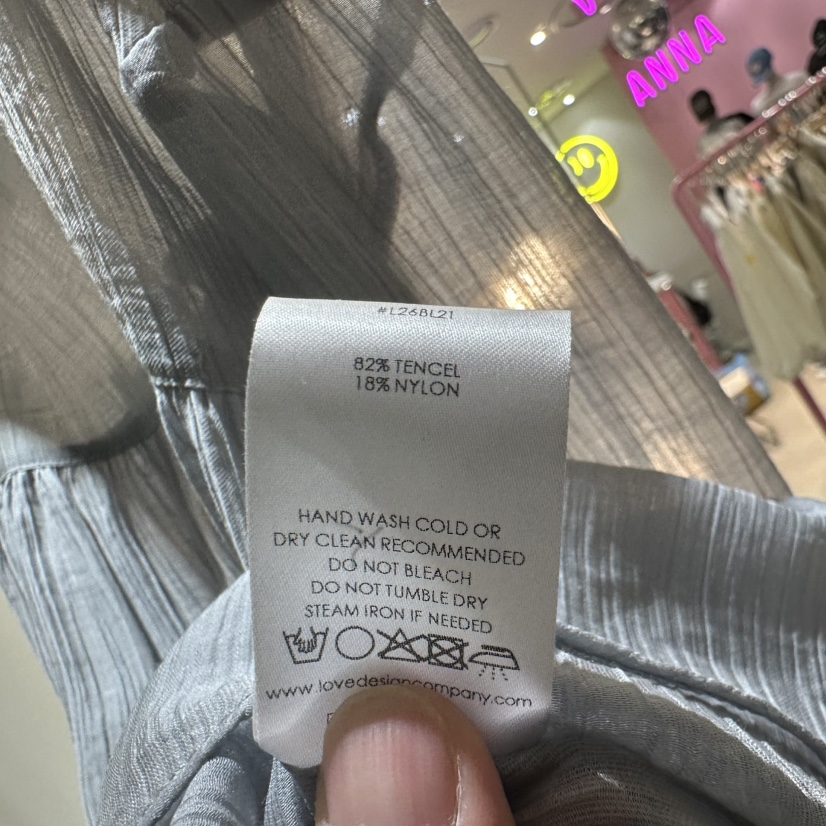 ANNA
#L26BL21
82% TENCEL
18% NYLON
HAND WASH COLD OR
DRY CLEAN RECOMMENDED
DO NOT BLEACH
DO NOT TUMBLE DRY
STEAM IRON IF NEEDED
www.lovedesigncompany.com